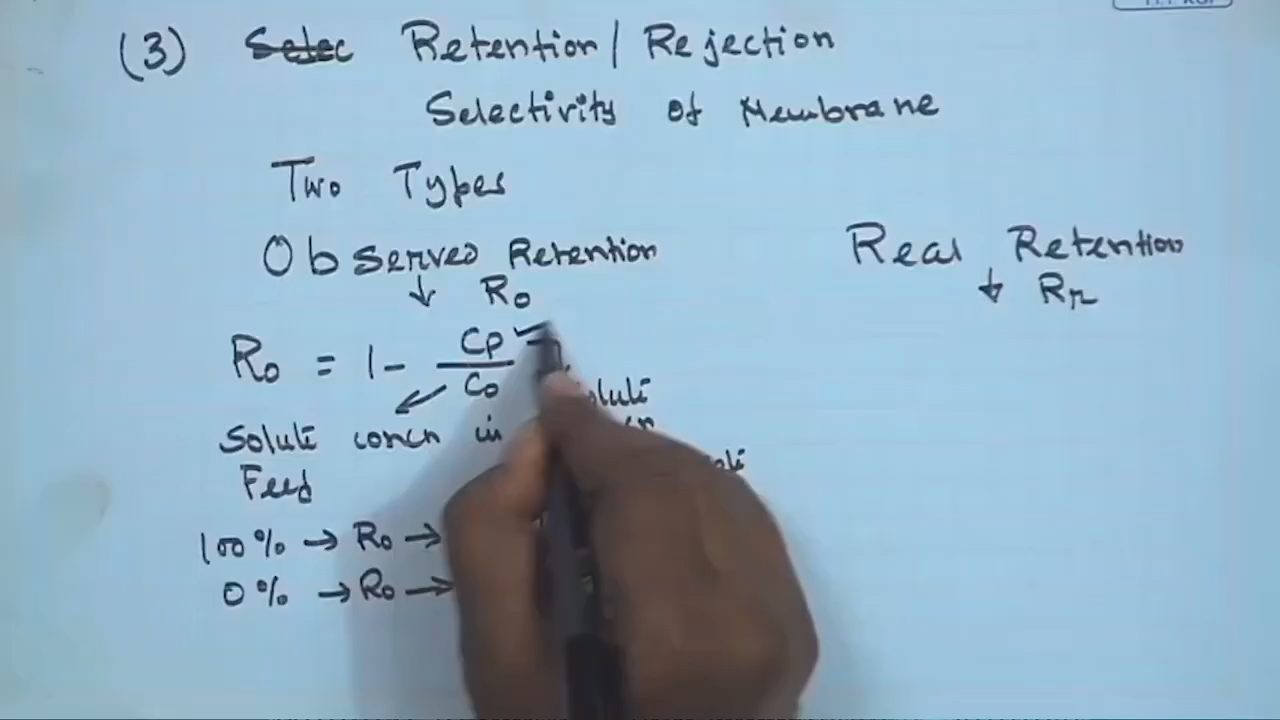 (3) Selec Retention / Rejection
Selectivity of Membrane
Two Types
Observed Retention
Real Retention
↓ Ro
↓ Rr
Ro = 1 - Cp / Co
Solute concn in
Feed
100% → Ro →
0% → Ro →